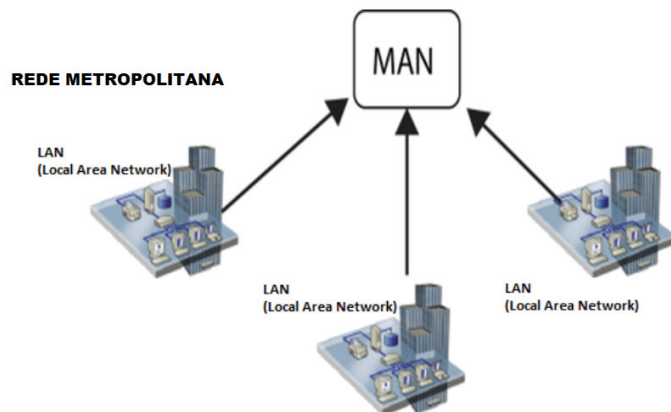 MAN
REDE METROPOLITANA
LAN
(Local Area Network)
LAN
(Local Area Network)
LAN
(Local Area Network)